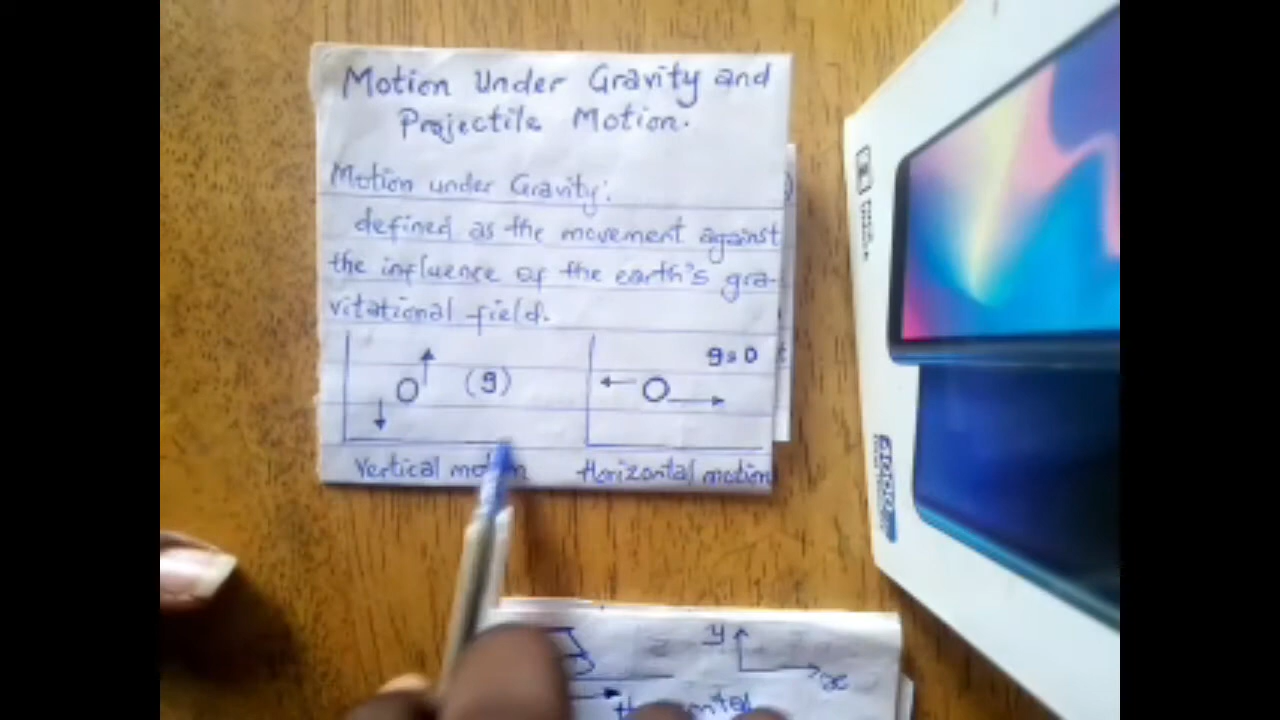 Motion Under Gravity and
Projectile Motion.
Motion under Gravity:
defined as the movement against
the influence of the earth's gra-
vitational field.
(g)
g=0
Vertical motion
Horizontal motion
y
x